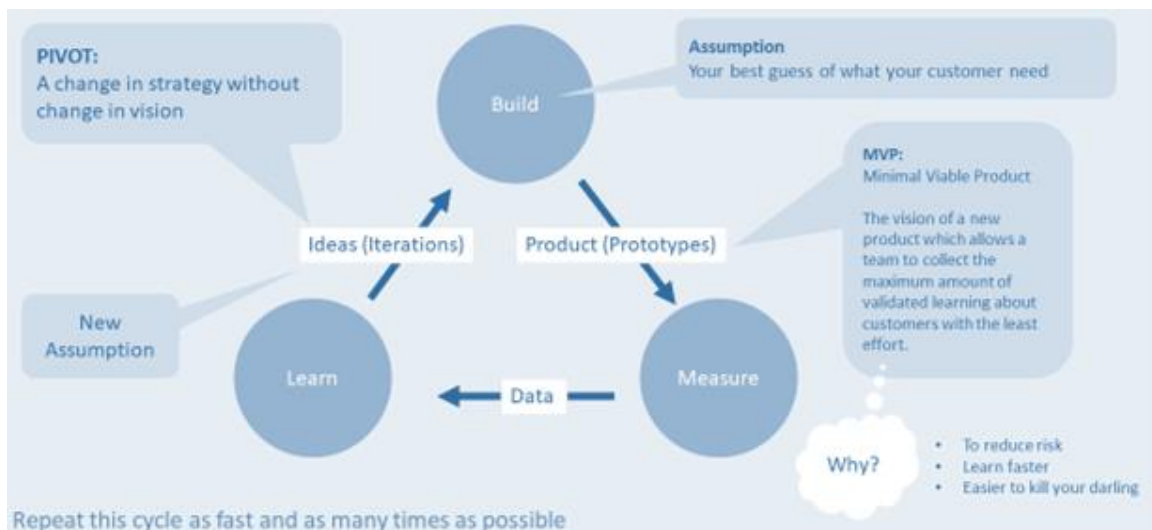 PIVOT:
A change in strategy without
change in vision
Build
Assumption
Your best guess of what your customer need
MVP:
Minimal Viable Product
The vision of a new
product which allows a
team to collect the
maximum amount of
validated learning about
customers with the least
effort.
Ideas (Iterations)
Product (Prototypes)
New
Assumption
Learn
Data
Measure
Why?
• To reduce risk
• Learn faster
• Easier to kill your darling
Repeat this cycle as fast and as many times as possible